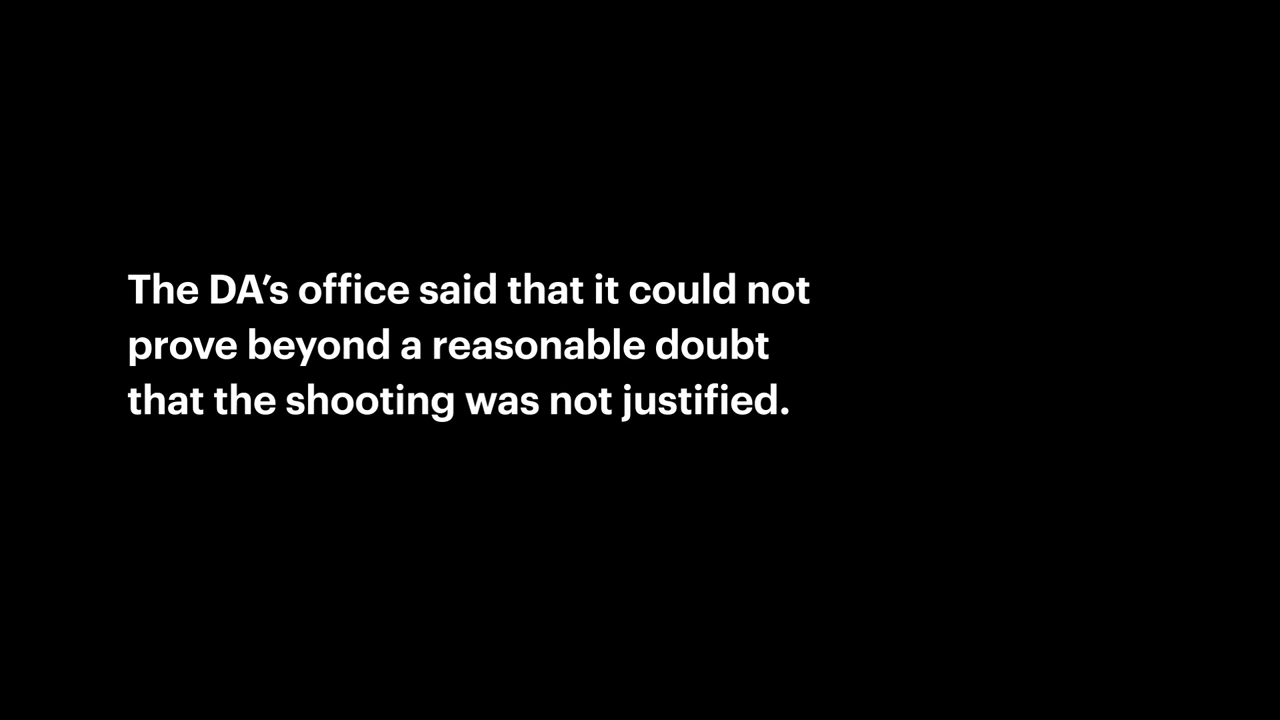 The DA’s office said that it could not
prove beyond a reasonable doubt
that the shooting was not justified.